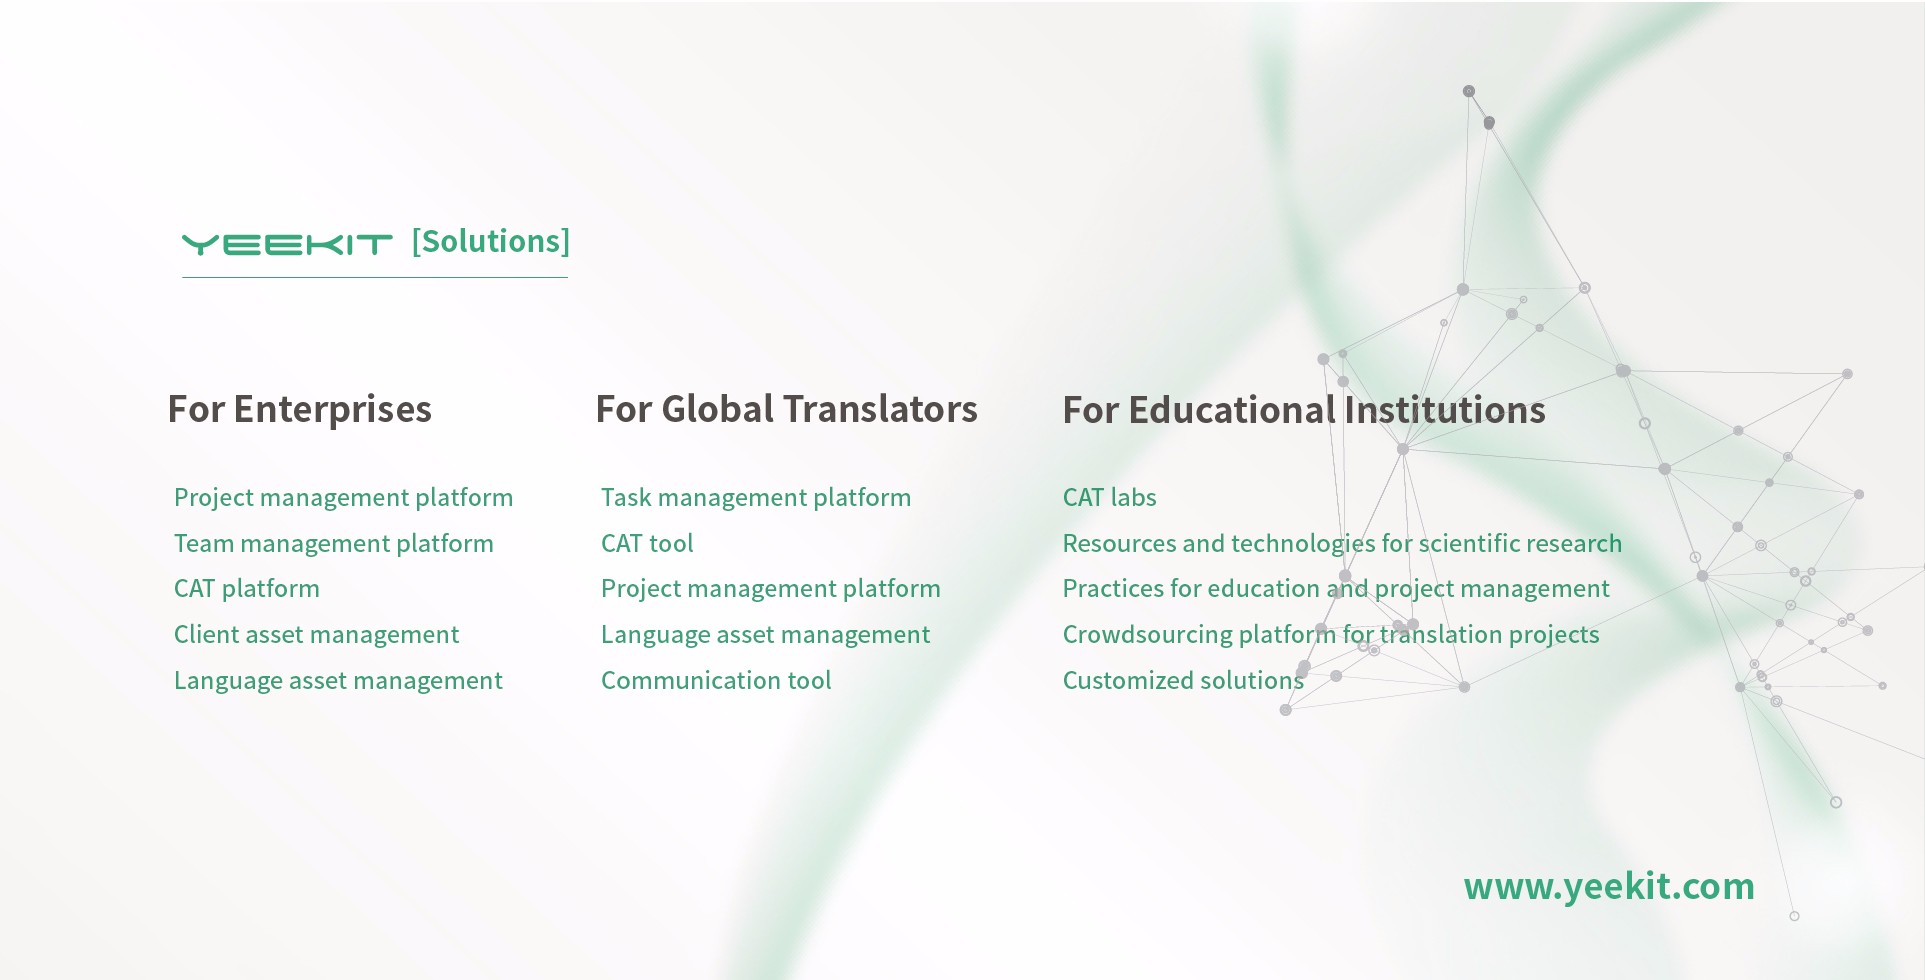 YEEKIT [Solutions]
For Enterprises
Project management platform
Team management platform
CAT platform
Client asset management
Language asset management
For Global Translators
Task management platform
CAT tool
Project management platform
Language asset management
Communication tool
For Educational Institutions
CAT labs
Resources and technologies for scientific research
Practices for education and project management
Crowdsourcing platform for translation projects
Customized solutions
www.yeekit.com